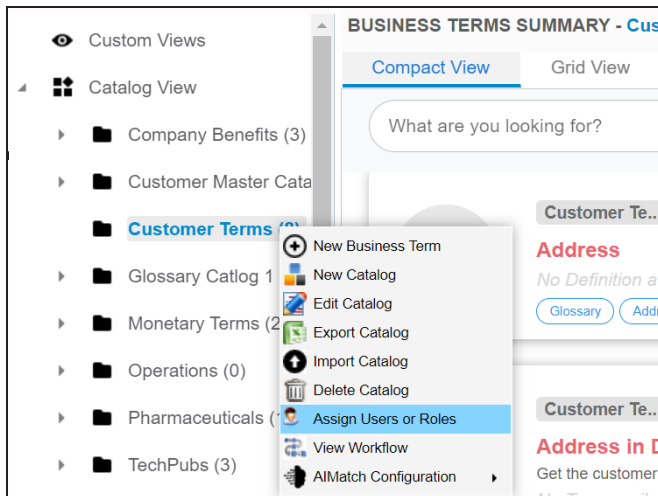 Custom Views
Catalog View
Company Benefits (3)
Customer Master Cata
Customer Terms
Glossary Catlog 1
Monetary Terms (2
Operations (0)
Pharmaceuticals (
TechPubs (3)
New Business Term
New Catalog
Edit Catalog
Export Catalog
Import Catalog
Delete Catalog
Assign Users or Roles
View Workflow
AIMatch Configuration
BUSINESS TERMS SUMMARY - Cus
Compact View Grid View
What are you looking for?
Customer Te...
Address
No Definition a
Glossary Add
Customer Te...
Address in D
Get the customer